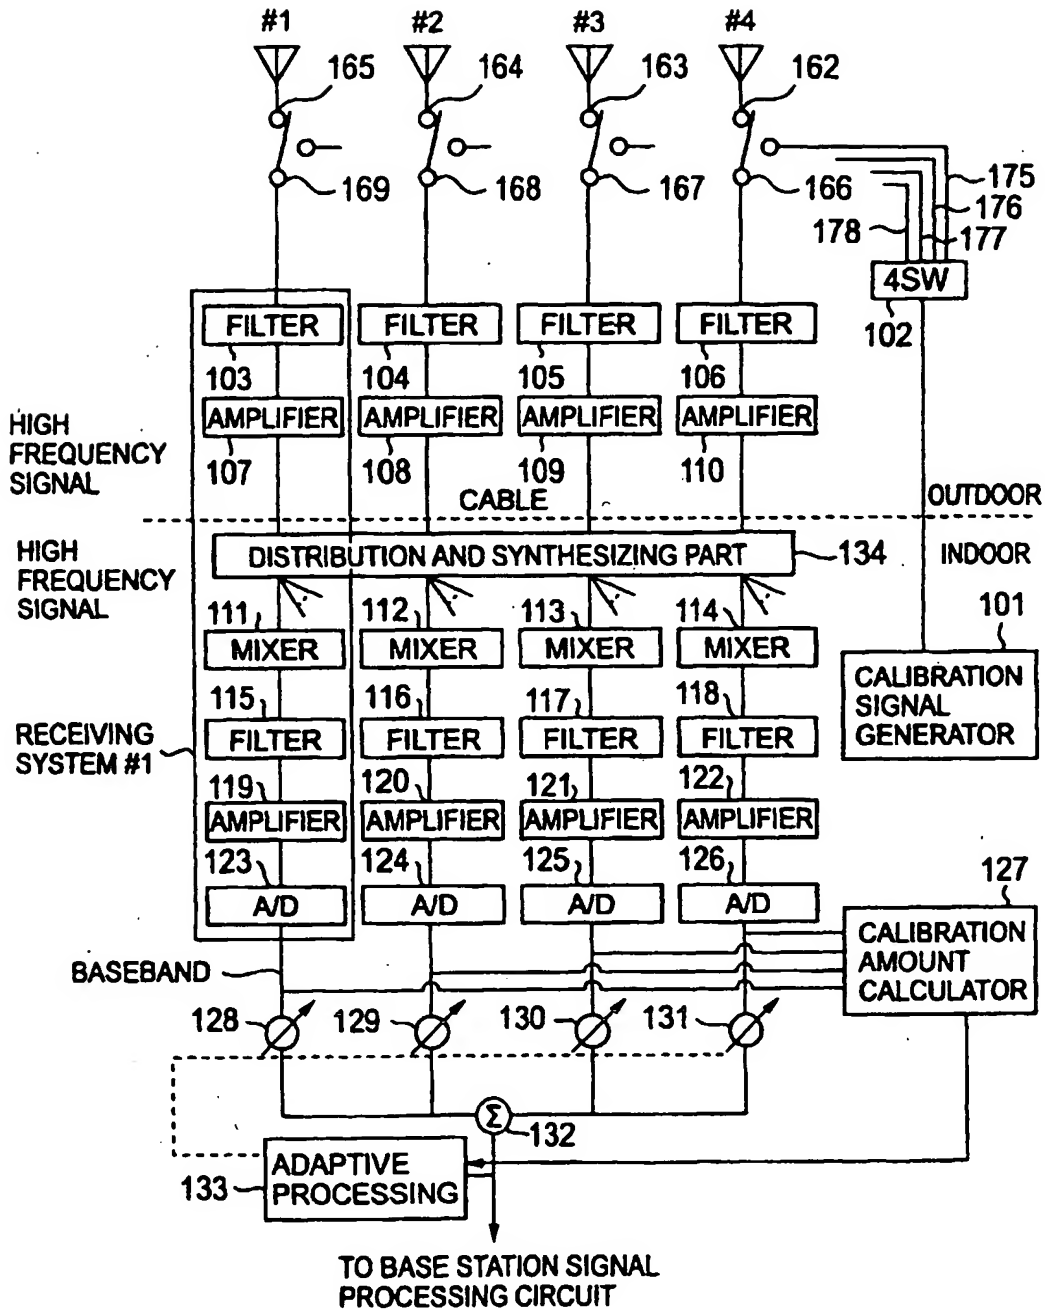 #1 #2 #3 #4
165 164 163 162
169 168 167 166 175
176
178 177
4SW
102
FILTER FILTER FILTER FILTER
103 104 105 106
AMPLIFIER AMPLIFIER AMPLIFIER AMPLIFIER
107 108 109 110
HIGH
FREQUENCY
SIGNAL
CABLE
OUTDOOR
INDOOR
HIGH
FREQUENCY
SIGNAL
DISTRIBUTION AND SYNTHESIZING PART 134
111 112 113 114
MIXER MIXER MIXER MIXER
101
CALIBRATION
SIGNAL
GENERATOR
115 116 117 118
FILTER FILTER FILTER FILTER
RECEIVING
SYSTEM #1
119 120 121 122
AMPLIFIER AMPLIFIER AMPLIFIER AMPLIFIER
123 124 125 126
A/D A/D A/D A/D
127
CALIBRATION
AMOUNT
CALCULATOR
BASEBAND
128 129 130 131
Σ
132
ADAPTIVE
PROCESSING
133
TO BASE STATION SIGNAL
PROCESSING CIRCUIT